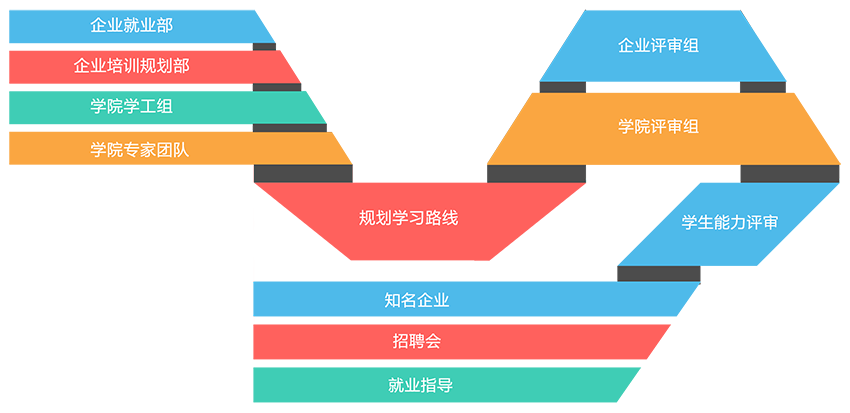 企业就业部
企业培训规划部
学院学工组
学院专家团队
规划学习路线
企业评审组
学院评审组
学生能力评审
知名企业
招聘会
就业指导